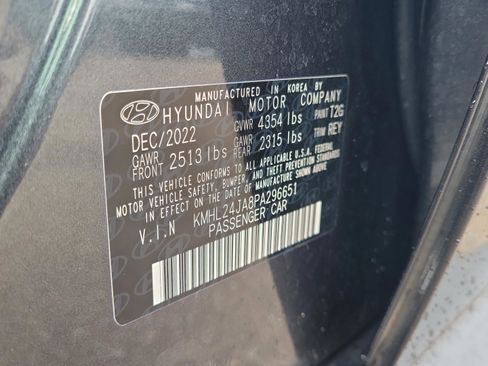 MANUFACTURED IN KOREA BY
HYUNDAI MOTOR COMPANY
DEC/2022 GVWR 4354 lbs PAINT T2G
GAWR FRONT 2513 lbs GAWR REAR 2315 lbs TRIM REY
THIS VEHICLE CONFORMS TO ALL APPLICABLE U.S.A. FEDERAL
MOTOR VEHICLE SAFETY, BUMPER, AND THEFT PREVENTION STANDARDS
IN EFFECT ON THE DATE OF MANUFACTURE SHOWN ABOVE.
V.I.N KMHL24JA8PA296651
PASSENGER CAR